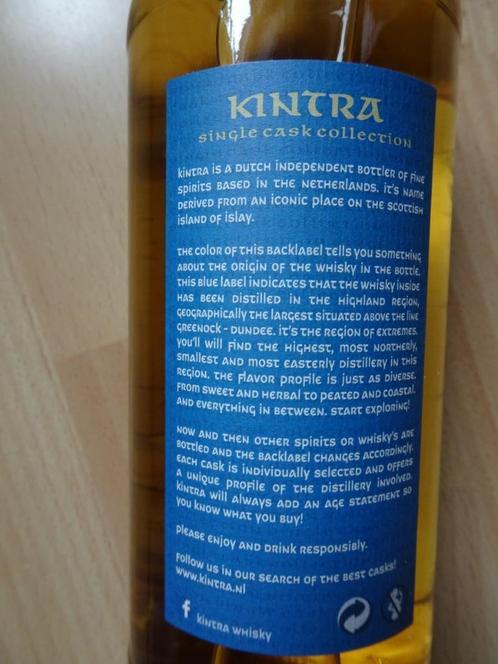 KINTRA
SINGLE CASK COLLECTION
KINTRA IS A DUTCH INDEPENDENT BOTTLER OF FINE
SPIRITS BASED IN THE NETHERLANDS. IT'S NAME
DERIVED FROM AN ICONIC PLACE ON THE SCOTTISH
ISLAND OF ISLAY.
THE COLOR OF THIS BACKLABEL TELLS YOU SOMETHING
ABOUT THE ORIGIN OF THE WHISKY IN THE BOTTLE.
THIS BLUE LABEL INDICATES THAT THE WHISKY INSIDE
HAS BEEN DISTILLED IN THE HIGHLAND REGION,
GEOGRAPHICALLY THE LARGEST SITUATED ABOVE THE LINE
GREENOCK - DUNDEE. IT'S THE REGION OF EXTREMES.
YOU'LL WILL FIND THE HIGHEST, MOST NORTHERLY,
SMALLEST AND MOST EASTERLY DISTILLERY IN THIS
REGION. THE FLAVOR PROFILE IS JUST AS DIVERSE.
FROM SWEET AND HERBAL TO PEATED AND COASTAL.
AND EVERYTHING IN BETWEEN. START EXPLORING!
NOW AND THEN OTHER SPIRITS OR WHISKY'S ARE
BOTTLED AND THE BACKLABEL CHANGES ACCORDINGLY.
EACH CASK IS INDIVIDUALLY SELECTED AND OFFERS
A UNIQUE PROFILE OF THE DISTILLERY INVOLVED.
KINTRA WILL ALWAYS ADD AN AGE STATEMENT SO
YOU KNOW WHAT YOU BUY!
PLEASE ENJOY AND DRINK RESPONSIBLY.
FOLLOW US IN OUR SEARCH OF THE BEST CASKS!
WWW.KINTRA.NL
f KINTRA WHISKY